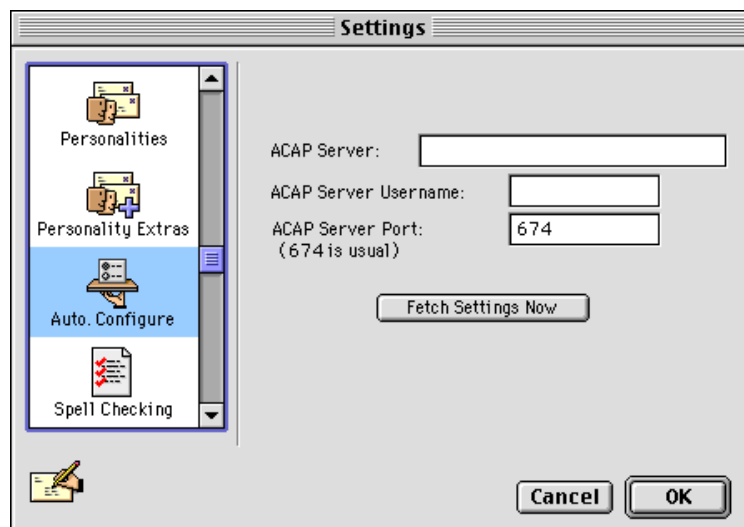 Settings
Personalities
Personality Extras
Auto. Configure
Spell Checking
ACAP Server:
ACAP Server Username:
ACAP Server Port: 674
(674 is usual)
Fetch Settings Now
Cancel OK